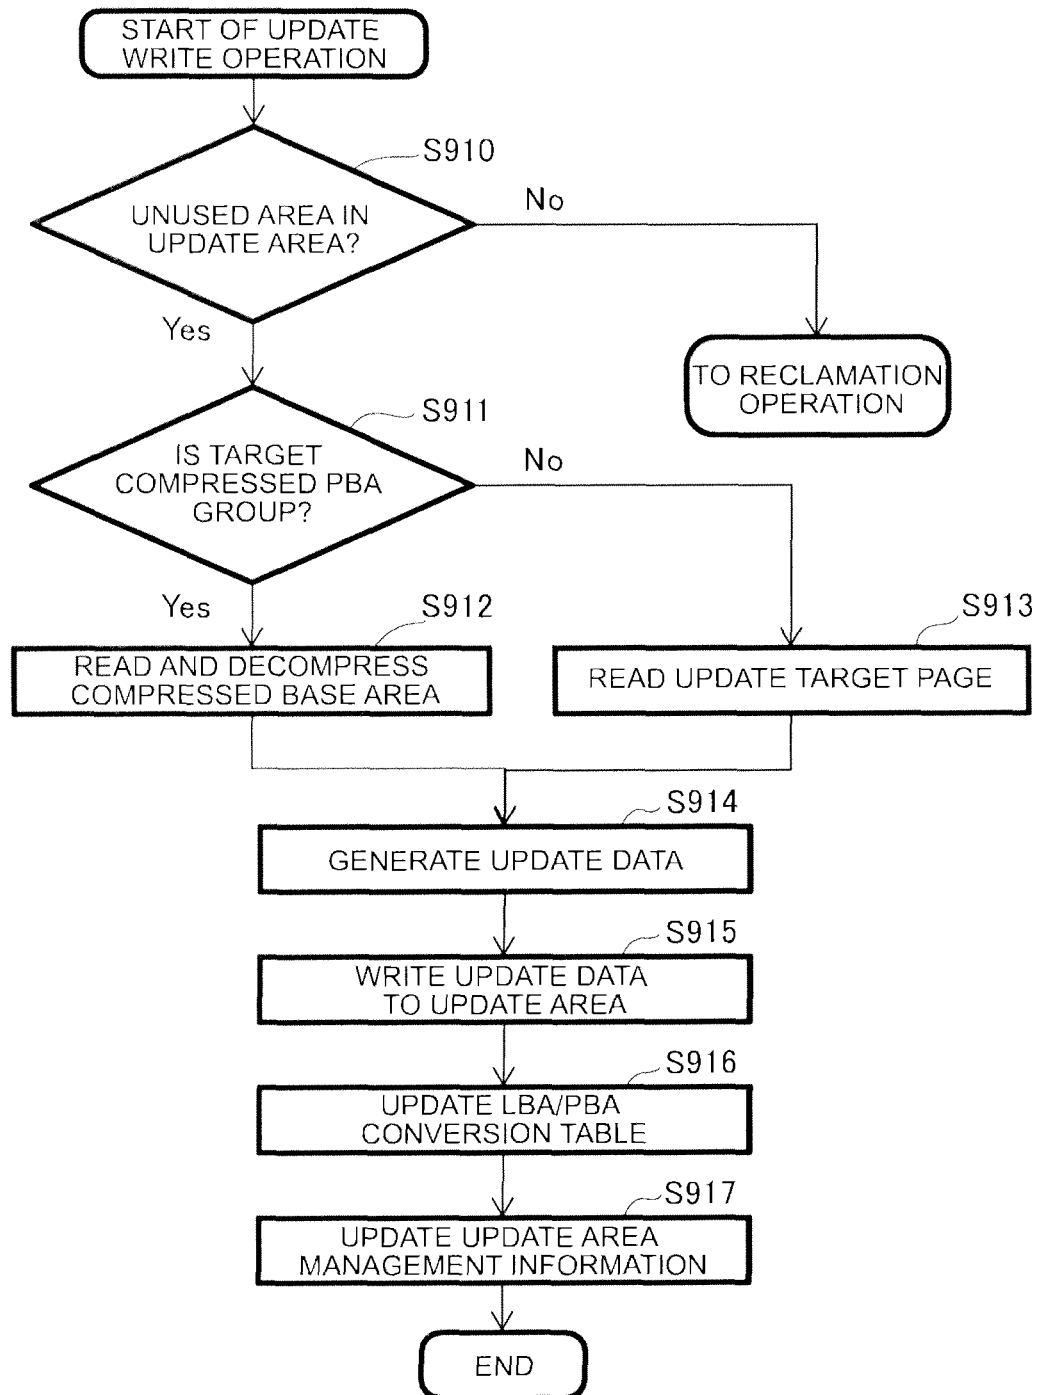 START OF UPDATE
WRITE OPERATION
S910
UNUSED AREA IN
UPDATE AREA?
No
Yes
TO RECLAMATION
OPERATION
S911
IS TARGET
COMPRESSED PBA
GROUP?
No
Yes
S912
READ AND DECOMPRESS
COMPRESSED BASE AREA
S913
READ UPDATE TARGET PAGE
S914
GENERATE UPDATE DATA
S915
WRITE UPDATE DATA
TO UPDATE AREA
S916
UPDATE LBA/PBA
CONVERSION TABLE
S917
UPDATE UPDATE AREA
MANAGEMENT INFORMATION
END